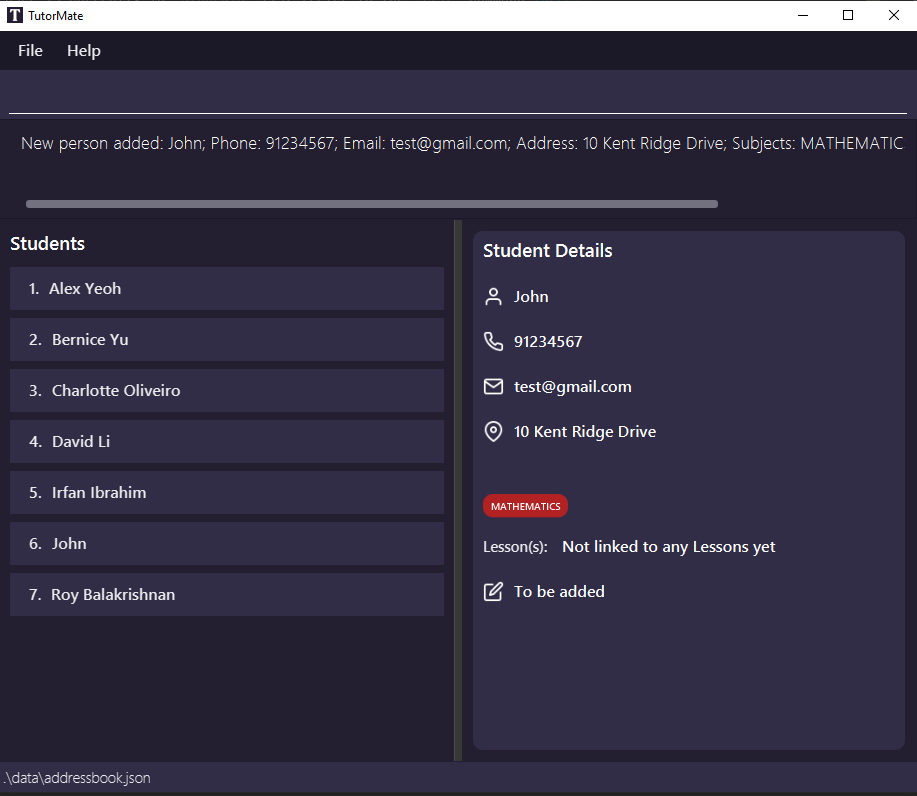 T TutorMate
File Help
New person added: John; Phone: 91234567; Email: test@gmail.com; Address: 10 Kent Ridge Drive; Subjects: MATHEMATIC
Students
1. Alex Yeoh
2. Bernice Yu
3. Charlotte Oliveiro
4. David Li
5. Irfan Ibrahim
6. John
7. Roy Balakrishnan
Student Details
John
91234567
test@gmail.com
10 Kent Ridge Drive
MATHEMATICS
Lesson(s): Not linked to any Lessons yet
To be added
.\data\addressbook.json